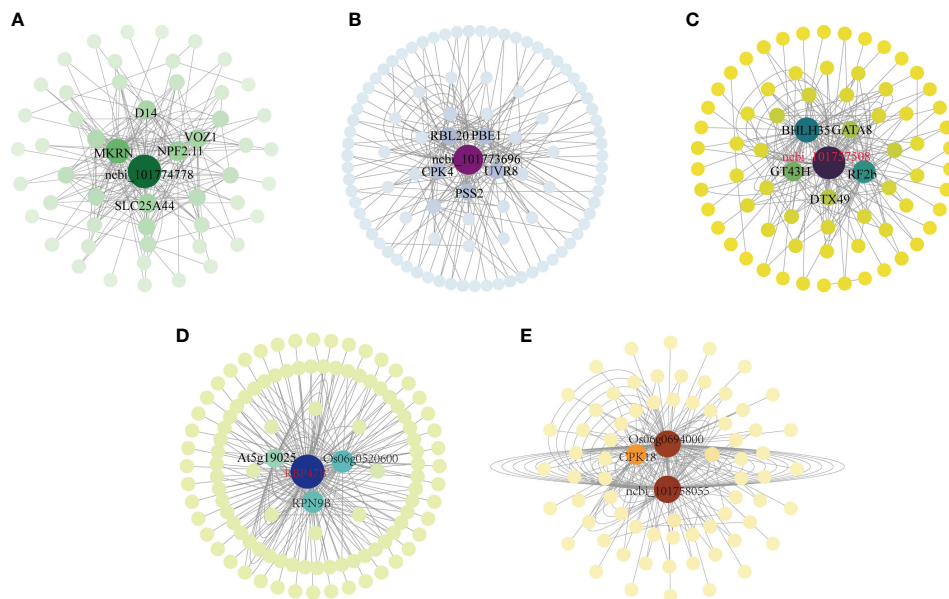 A
D14
VOZ1
MKRN
NPF2.11
ncbi_101774778
SLC25A44
B
RBL20 PBE1
ncbi_101773696
CPK4 UVR8
PSS2
C
BHLH35 GATA8
ncbi_101757508
GT43H RF2b
DTX49
D
At5g19025
Os06g0520600
RPN9B
E
Os06g0694000
CPK18
ncbi_101758055